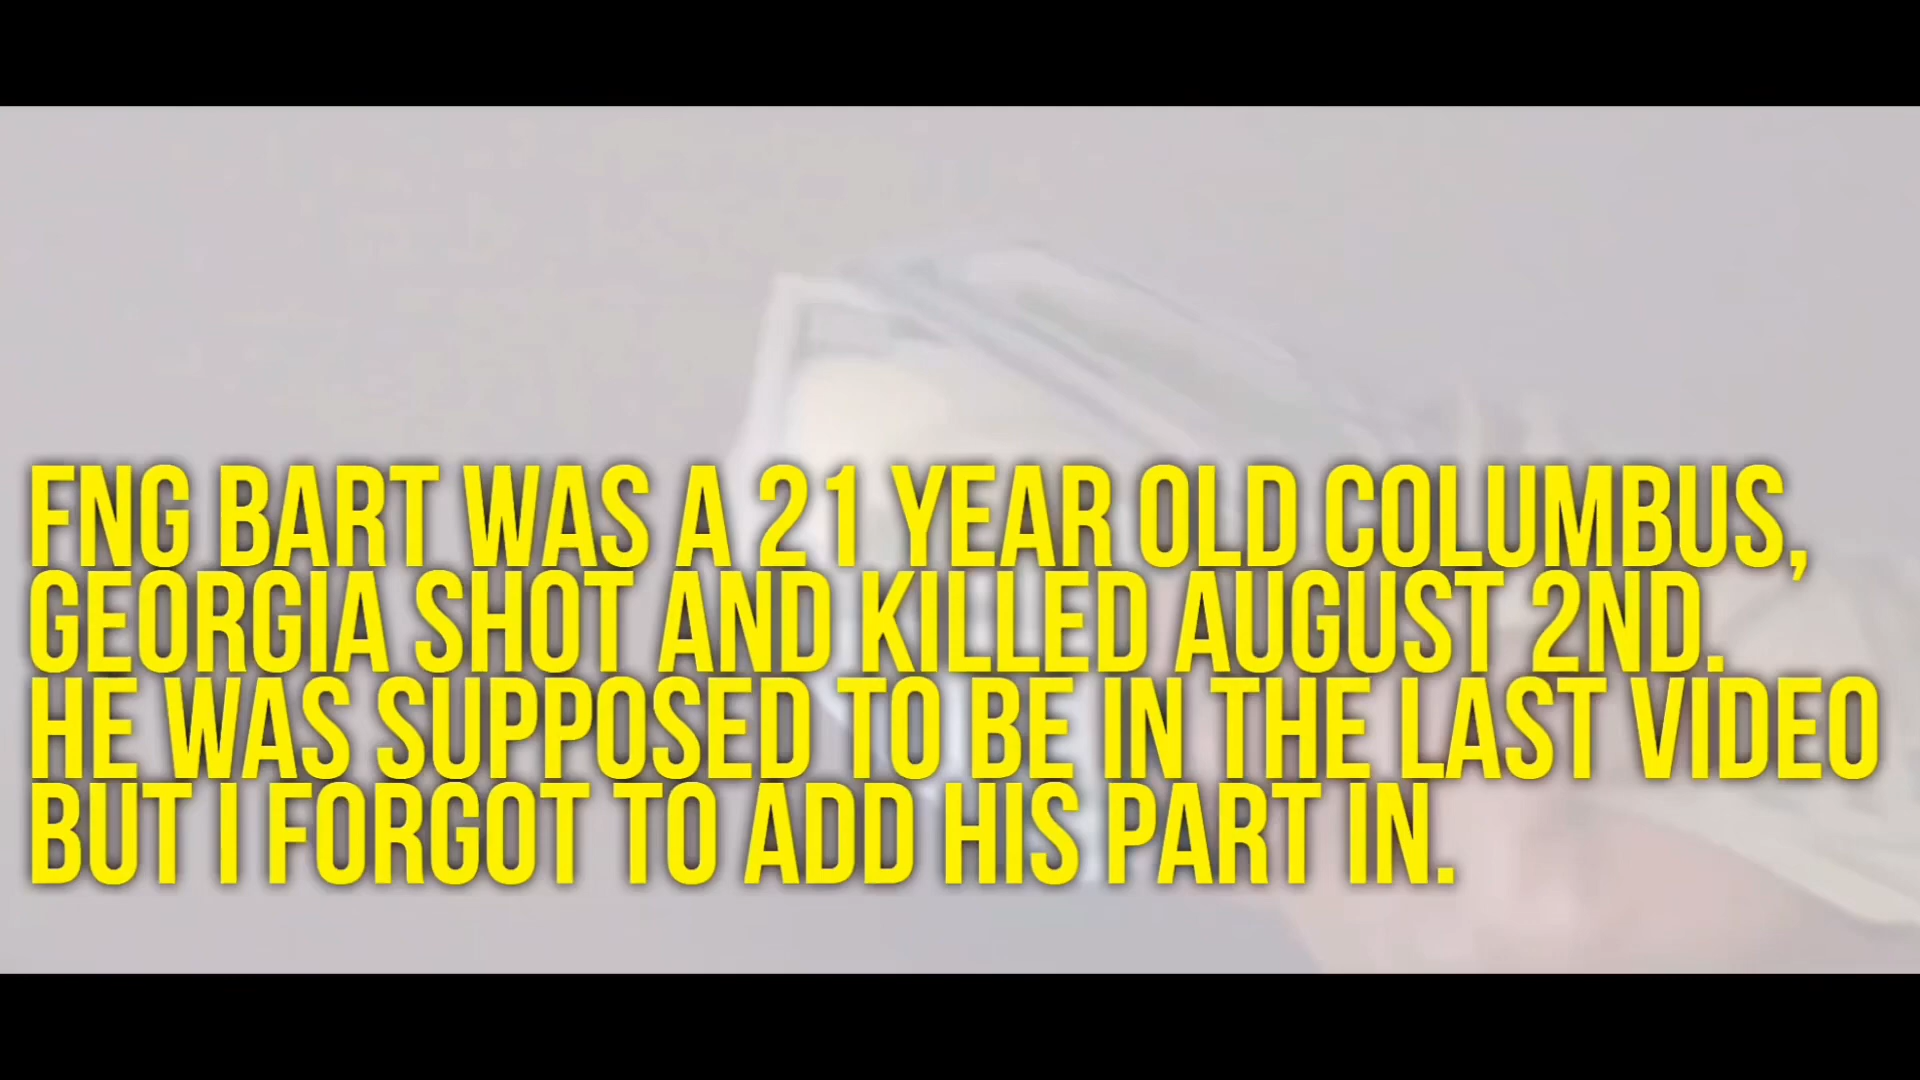 FNG BART WAS A 21 YEAR OLD COLUMBUS,
GEORGIA SHOT AND KILLED AUGUST 2ND.
HE WAS SUPPOSED TO BE IN THE LAST VIDEO
BUT I FORGOT TO ADD HIS PART IN.